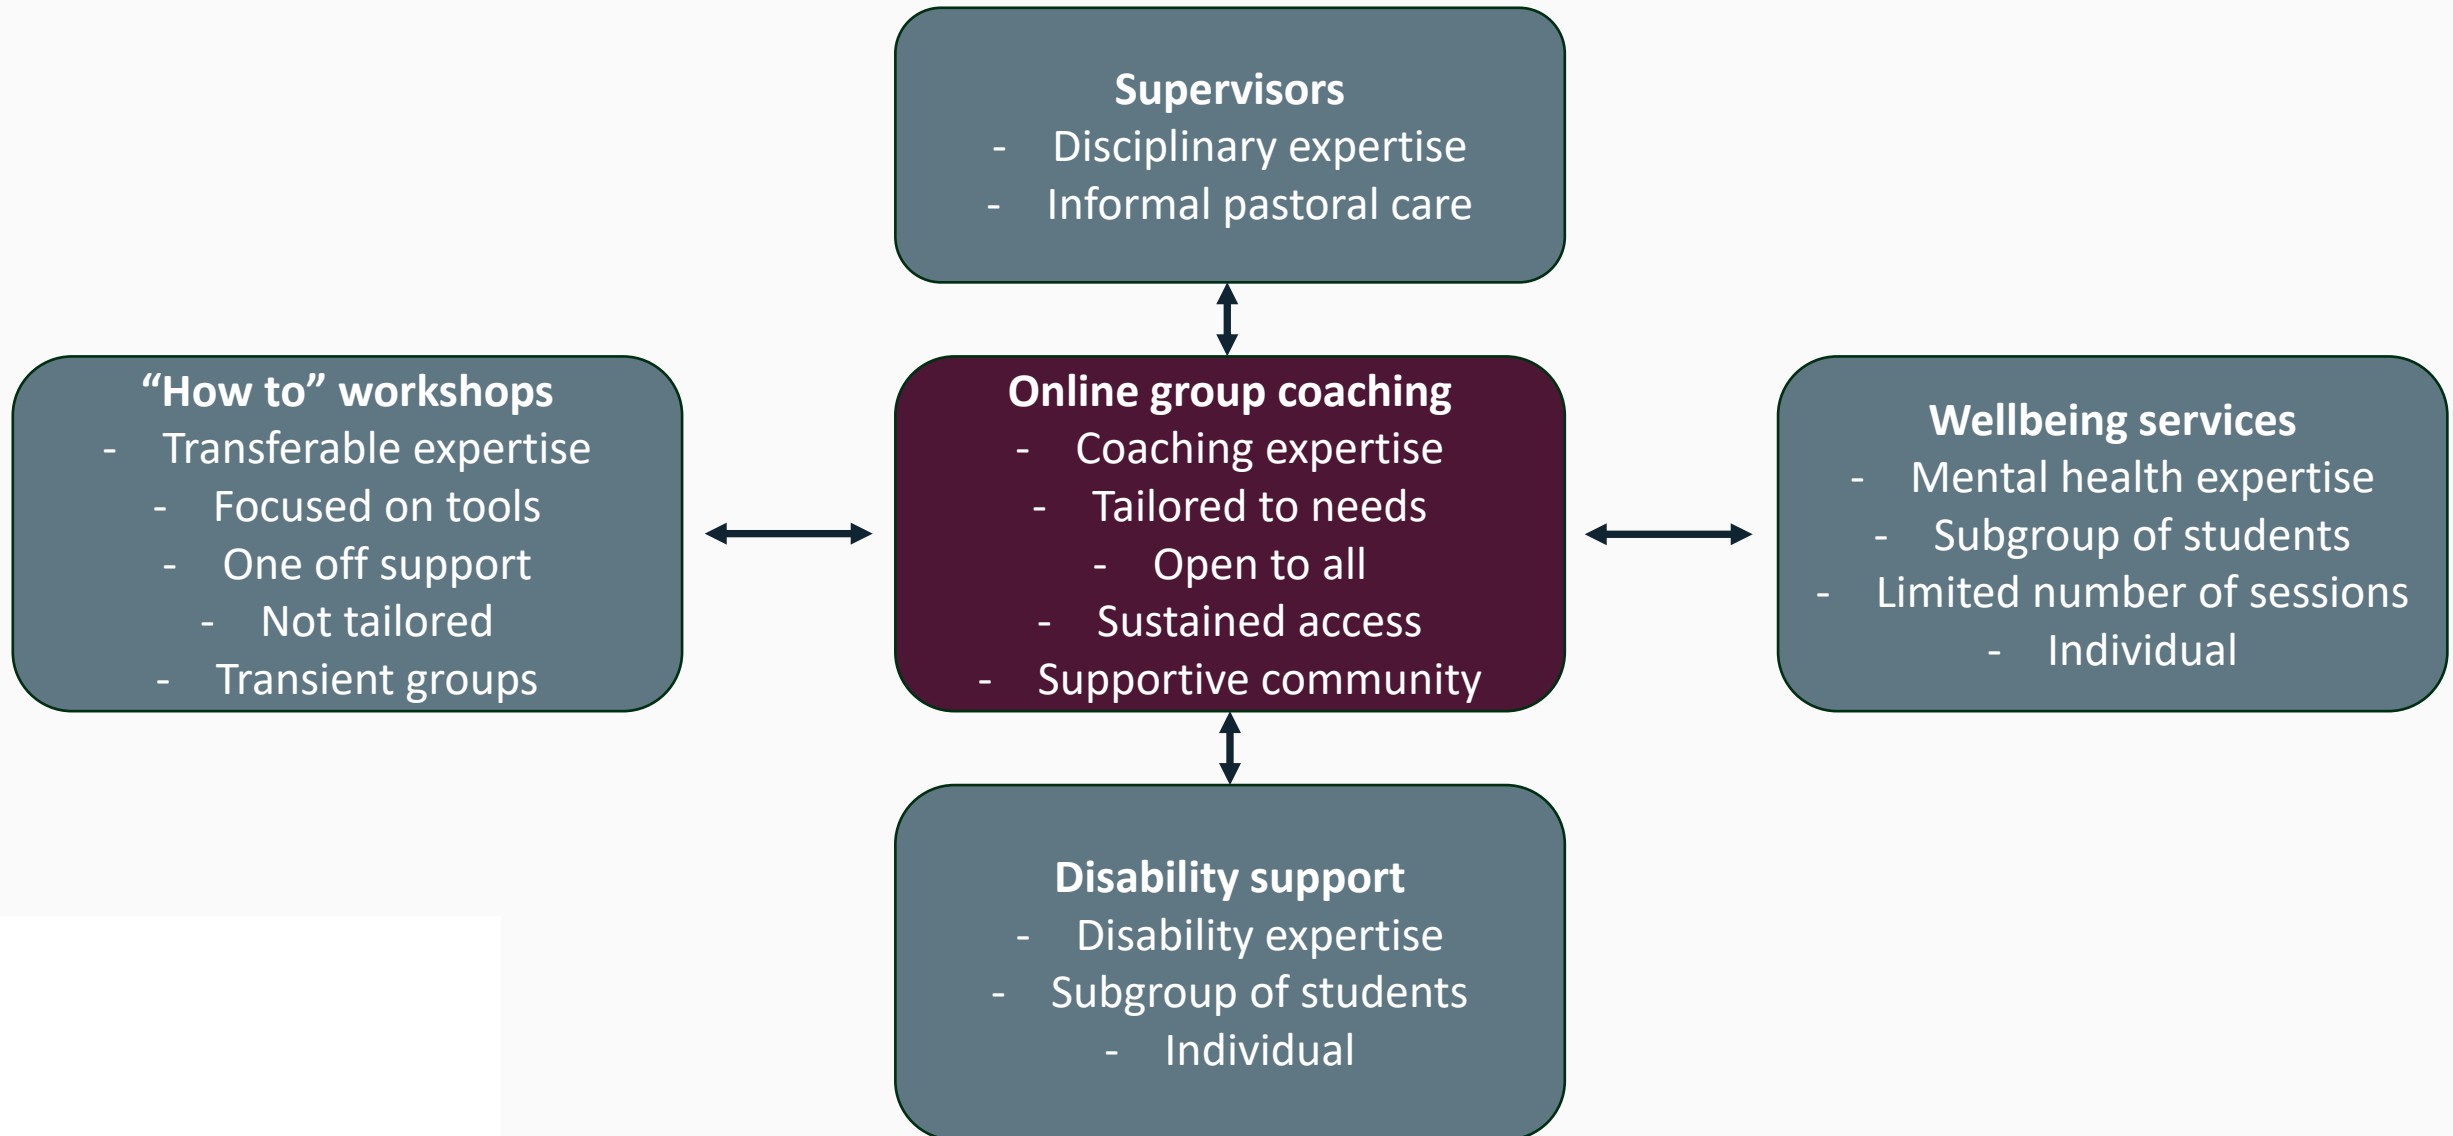 Supervisors
- Disciplinary expertise
- Informal pastoral care
“How to” workshops
- Transferable expertise
- Focused on tools
- One off support
- Not tailored
- Transient groups
Online group coaching
- Coaching expertise
- Tailored to needs
- Open to all
- Sustained access
- Supportive community
Wellbeing services
- Mental health expertise
- Subgroup of students
- Limited number of sessions
- Individual
Disability support
- Disability expertise
- Subgroup of students
- Individual